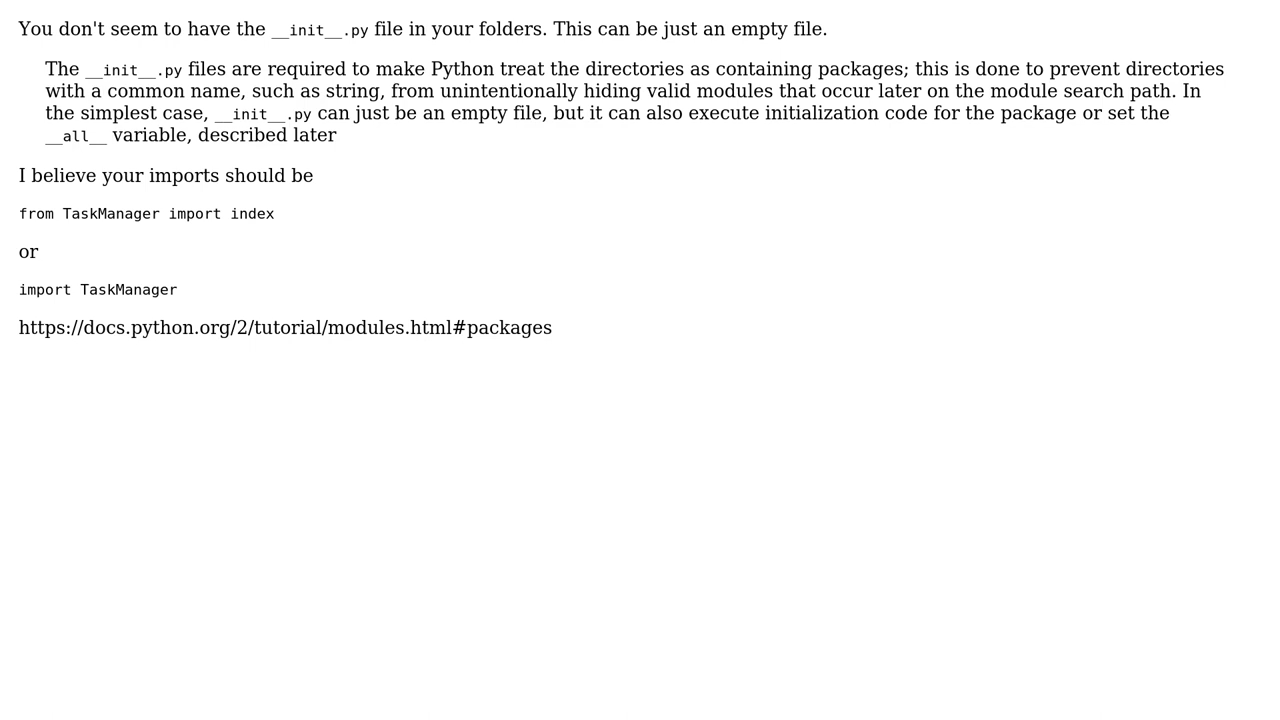 You don't seem to have the __init__.py file in your folders. This can be just an empty file.
The __init__.py files are required to make Python treat the directories as containing packages; this is done to prevent directories
with a common name, such as string, from unintentionally hiding valid modules that occur later on the module search path. In
the simplest case, __init__.py can just be an empty file, but it can also execute initialization code for the package or set the
__all__ variable, described later
I believe your imports should be
from TaskManager import index
or
import TaskManager
https://docs.python.org/2/tutorial/modules.html#packages